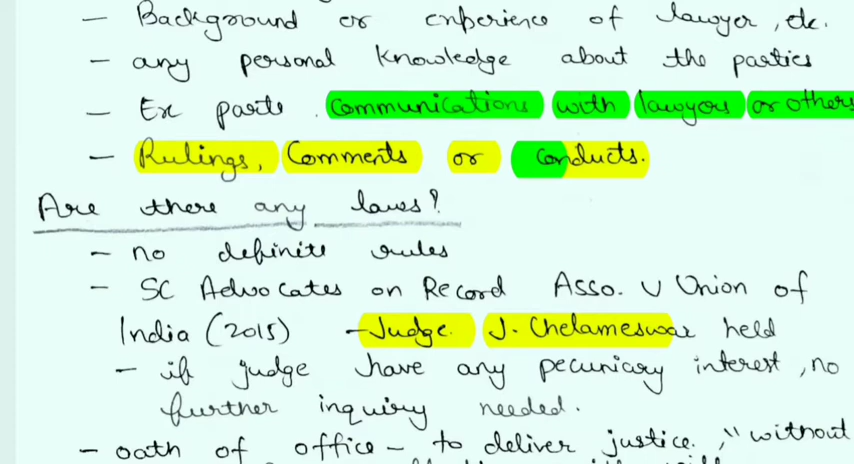 - Background or experience of lawyer, etc.
- any personal knowledge about the parties
- Ex parte communications with lawyers or others
- Rulings, Comments or conducts.
Are there any laws?
- no definite rules
- SC Advocates on Record Asso. V Union of
India (2015) - Judge. J. Chelameswar held
- if judge have any pecuniary interest, no
further inquiry needed.
- oath of office - to deliver justice, "without